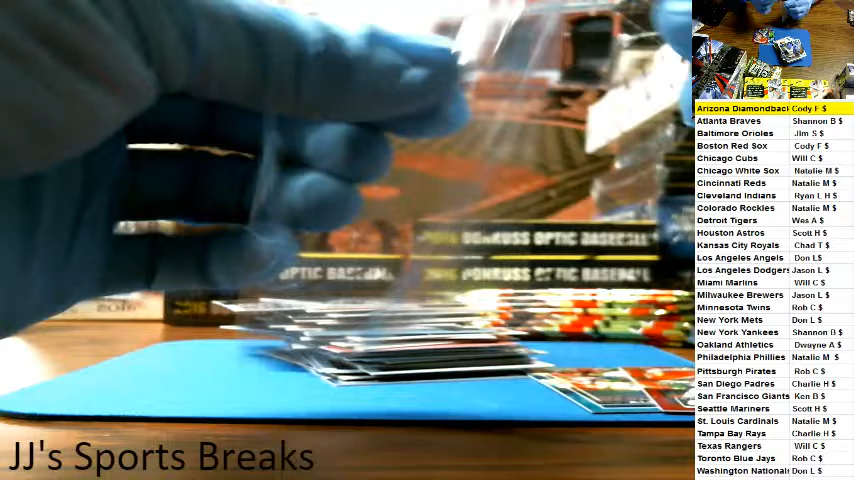 DONRUSS OPTIC BASEBALL
OPTIC BASEBALL
DONRUSS OPTIC BASEBALL
JJ's Sports Breaks
Arizona Diamondback Cody F $
Atlanta Braves Shannon B $
Baltimore Orioles Jim S $
Boston Red Sox Cody F $
Chicago Cubs Will C $
Chicago White Sox Natalie M $
Cincinnati Reds Natalie M $
Cleveland Indians Ryan L H $
Colorado Rockies Natalie M $
Detroit Tigers Wes A $
Houston Astros Scott H $
Kansas City Royals Chad T $
Los Angeles Angels Don L $
Los Angeles Dodgers Jason L $
Miami Marlins Will C $
Milwaukee Brewers Jason L $
Minnesota Twins Rob C $
New York Mets Don L $
New York Yankees Shannon B $
Oakland Athletics Dwayne A $
Philadelphia Phillies Natalie M $
Pittsburgh Pirates Rob C $
San Diego Padres Charlie H $
San Francisco Giants Ken B $
Seattle Mariners Scott H $
St. Louis Cardinals Natalie M $
Tampa Bay Rays Charlie H $
Texas Rangers Will C $
Toronto Blue Jays Rob C $
Washington Nationals Don L $